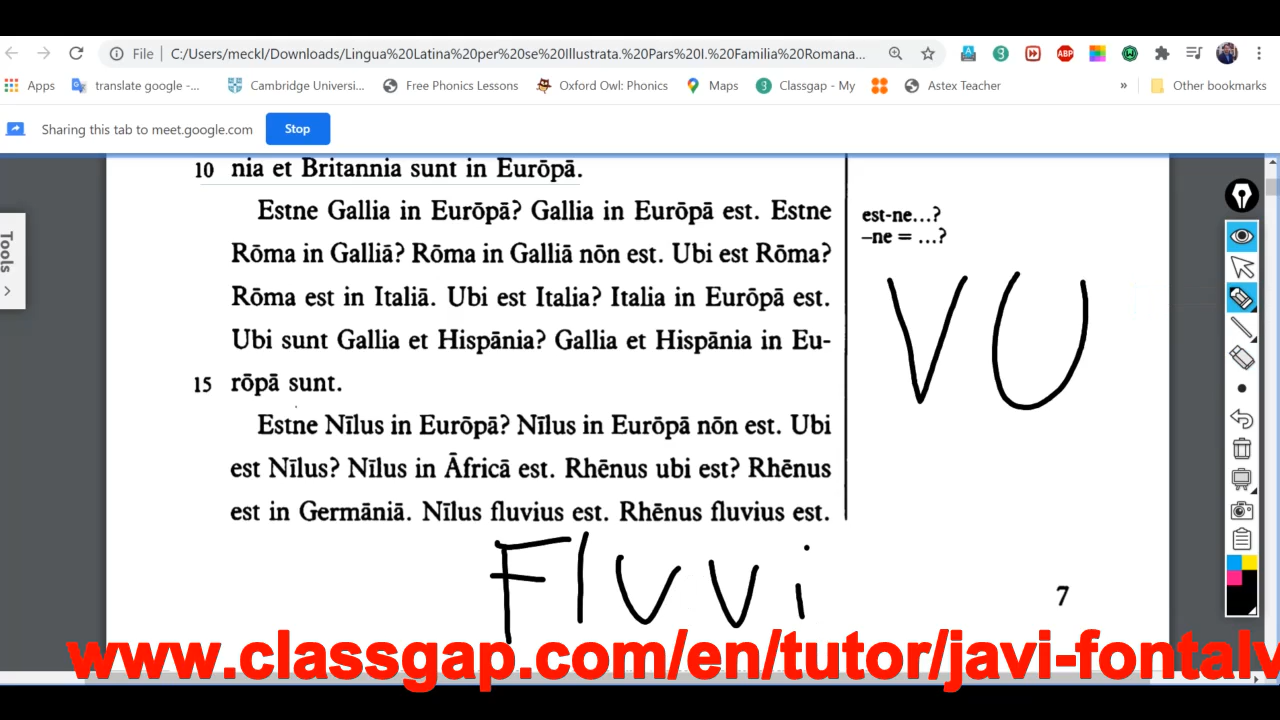 File | C:/Users/meckl/Downloads/Lingua%20Latina%20per%20se%20Illustrata.%20Pars%20I.%20Familia%20Romana...
Apps translate google -... Cambridge Universi... Free Phonics Lessons Oxford Owl: Phonics Maps Classgap - My Astex Teacher » Other bookmarks
Sharing this tab to meet.google.com Stop
Tools
10 nia et Britannia sunt in Eurōpā.
Estne Gallia in Eurōpā? Gallia in Eurōpā est. Estne
Rōma in Galliā? Rōma in Galliā nōn est. Ubi est Rōma?
Rōma est in Italiā. Ubi est Italia? Italia in Eurōpā est.
Ubi sunt Gallia et Hispānia? Gallia et Hispānia in Eu-
15 rōpā sunt.
Estne Nīlus in Eurōpā? Nīlus in Eurōpā nōn est. Ubi
est Nīlus? Nīlus in Āfricā est. Rhēnus ubi est? Rhēnus
est in Germāniā. Nīlus fluvius est. Rhēnus fluvius est.
est-ne...?
–ne = ...?
V U
Fluvi
7
www.classgap.com/en/tutor/javi-fontalv